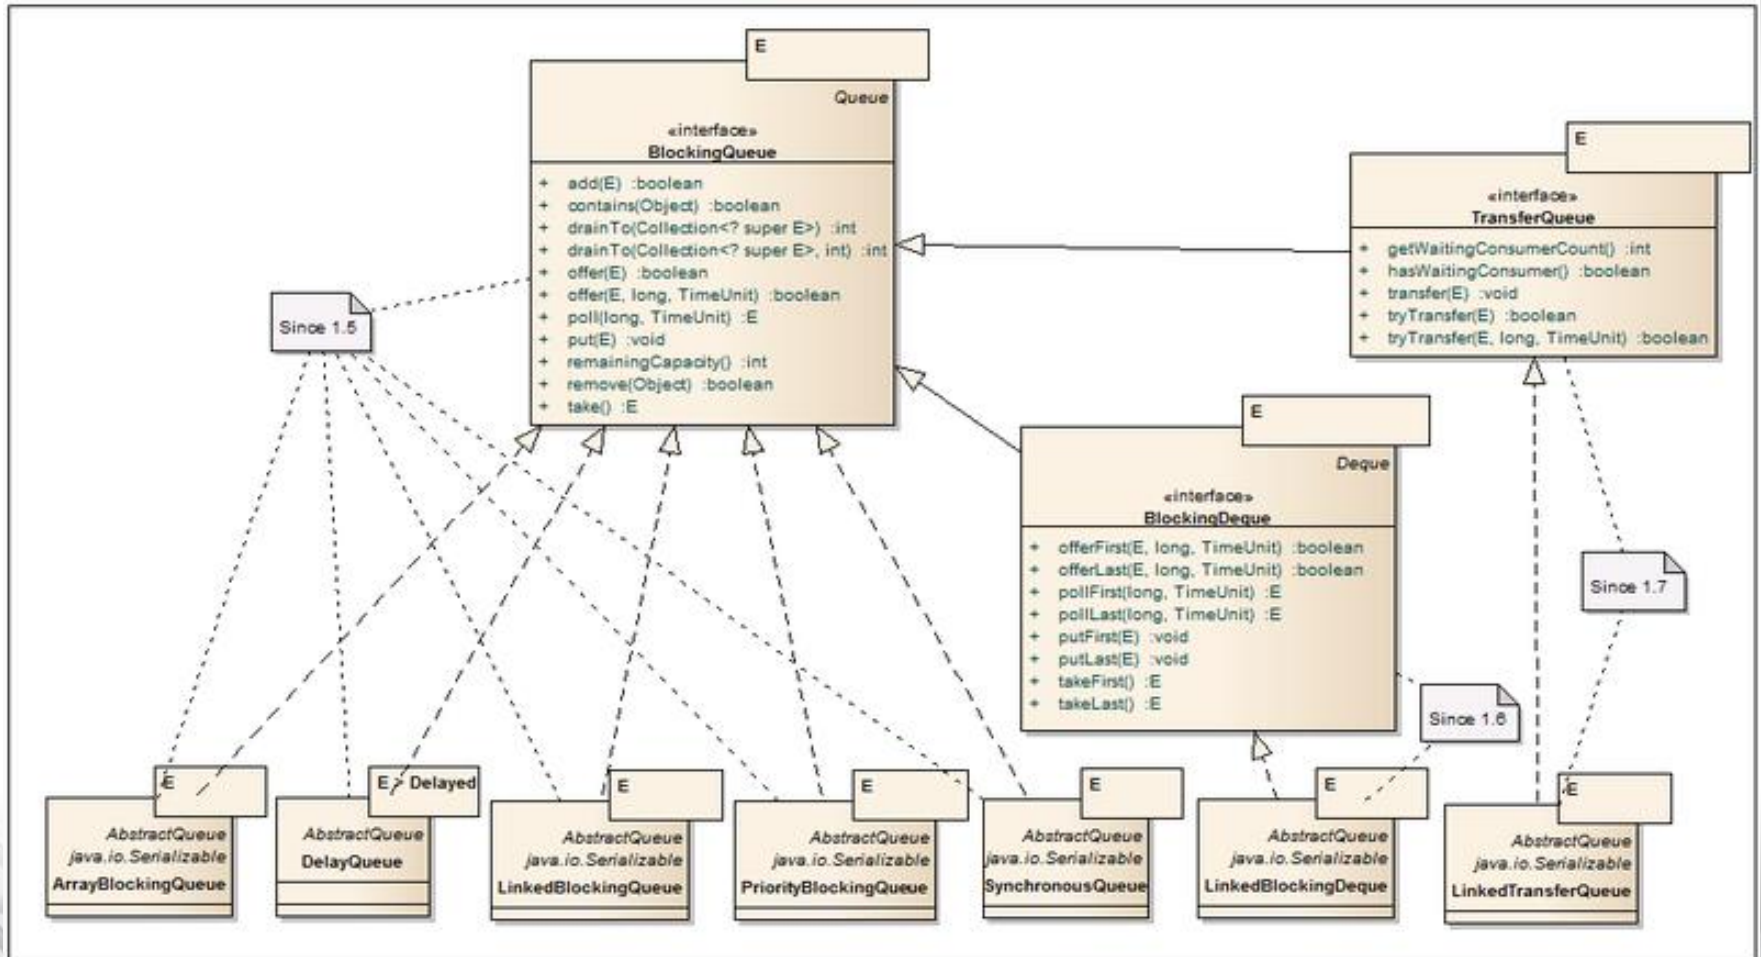 E
Queue
«interface»
BlockingQueue
+ add(E) :boolean
+ contains(Object) :boolean
+ drainTo(Collection<? super E>) :int
+ drainTo(Collection<? super E>, int) :int
+ offer(E) :boolean
+ offer(E, long, TimeUnit) :boolean
+ poll(long, TimeUnit) :E
+ put(E) :void
+ remainingCapacity() :int
+ remove(Object) :boolean
+ take() :E
E
«interface»
TransferQueue
+ getWaitingConsumerCount() :int
+ hasWaitingConsumer() :boolean
+ transfer(E) :void
+ tryTransfer(E) :boolean
+ tryTransfer(E, long, TimeUnit) :boolean
Since 1.5
E
Deque
«interface»
BlockingDeque
+ offerFirst(E, long, TimeUnit) :boolean
+ offerLast(E, long, TimeUnit) :boolean
+ pollFirst(long, TimeUnit) :E
+ pollLast(long, TimeUnit) :E
+ putFirst(E) :void
+ putLast(E) :void
+ takeFirst() :E
+ takeLast() :E
Since 1.7
Since 1.6
E
AbstractQueue
java.io.Serializable
ArrayBlockingQueue
E > Delayed
AbstractQueue
DelayQueue
E
AbstractQueue
java.io.Serializable
LinkedBlockingQueue
E
AbstractQueue
java.io.Serializable
PriorityBlockingQueue
E
AbstractQueue
java.io.Serializable
SynchronousQueue
E
AbstractQueue
java.io.Serializable
LinkedBlockingDeque
E
AbstractQueue
java.io.Serializable
LinkedTransferQueue